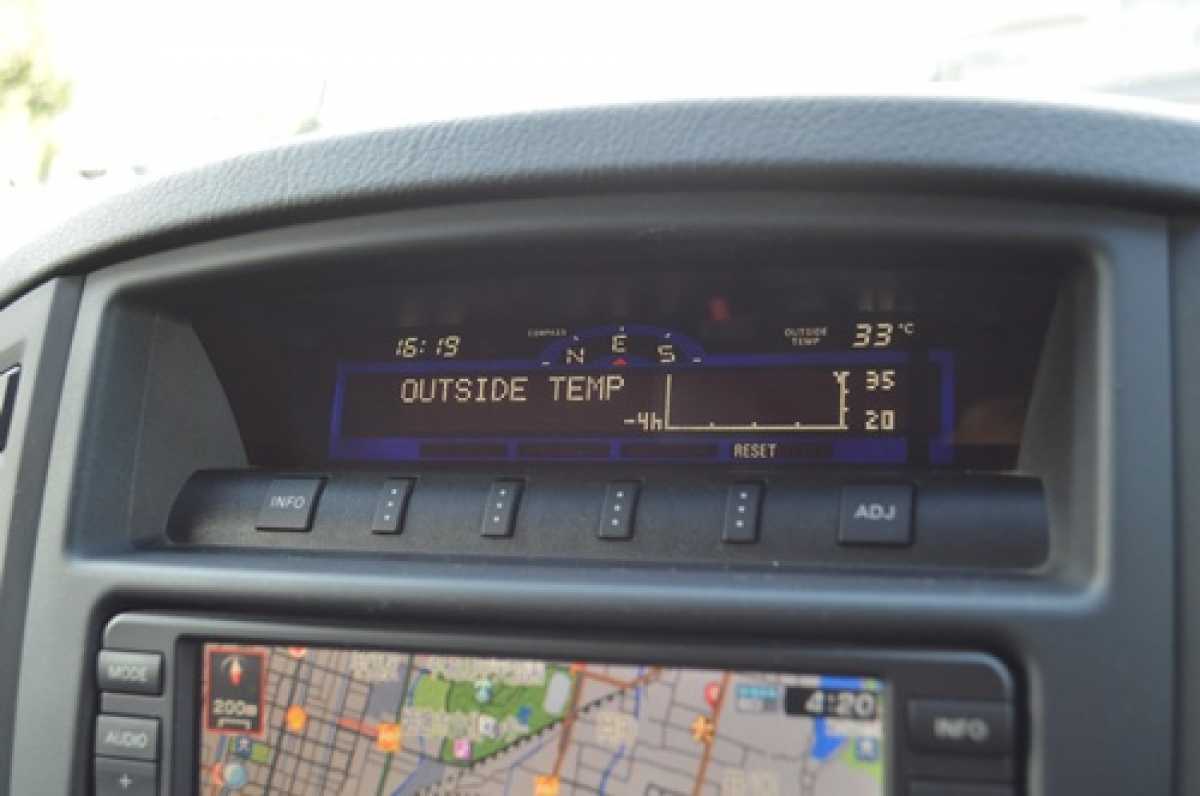 16:19
COMPASS
N E S
OUTSIDE TEMP
33°C
OUTSIDE TEMP
35
-4h
20
RESET
INFO
ADJ
MODE
AUDIO
+
200m
4:20
INFO